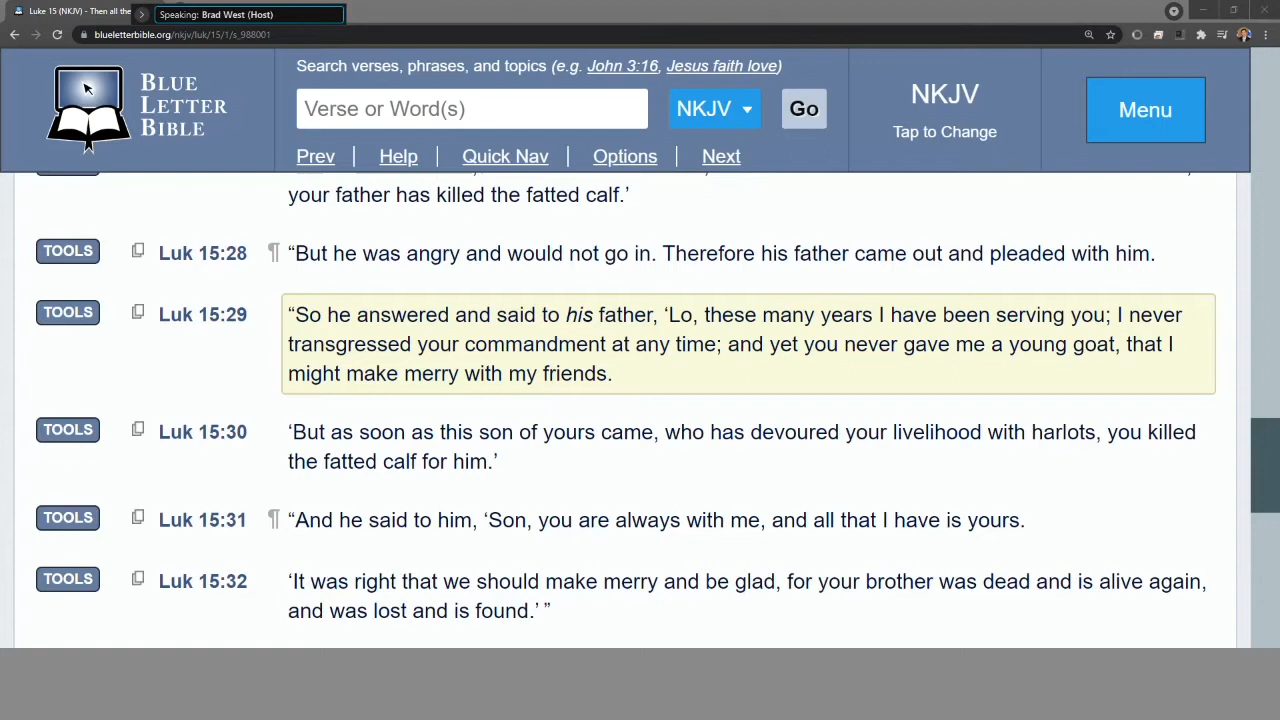 Luke 15 (NKJV) - Then all the
Speaking: Brad West (Host)
blueletterbible.org/nkjv/luk/15/1/s_988001
BLUE
LETTER
BIBLE
Search verses, phrases, and topics (e.g. John 3:16, Jesus faith love)
Verse or Word(s)
NKJV
Go
NKJV
Tap to Change
Menu
Prev | Help | Quick Nav | Options | Next
your father has killed the fatted calf.’
TOOLS Luk 15:28 ¶ “But he was angry and would not go in. Therefore his father came out and pleaded with him.
TOOLS Luk 15:29 “So he answered and said to his father, ‘Lo, these many years I have been serving you; I never
transgressed your commandment at any time; and yet you never gave me a young goat, that I
might make merry with my friends.
TOOLS Luk 15:30 ‘But as soon as this son of yours came, who has devoured your livelihood with harlots, you killed
the fatted calf for him.’
TOOLS Luk 15:31 ¶ “And he said to him, ‘Son, you are always with me, and all that I have is yours.
TOOLS Luk 15:32 ‘It was right that we should make merry and be glad, for your brother was dead and is alive again,
and was lost and is found.’ ”